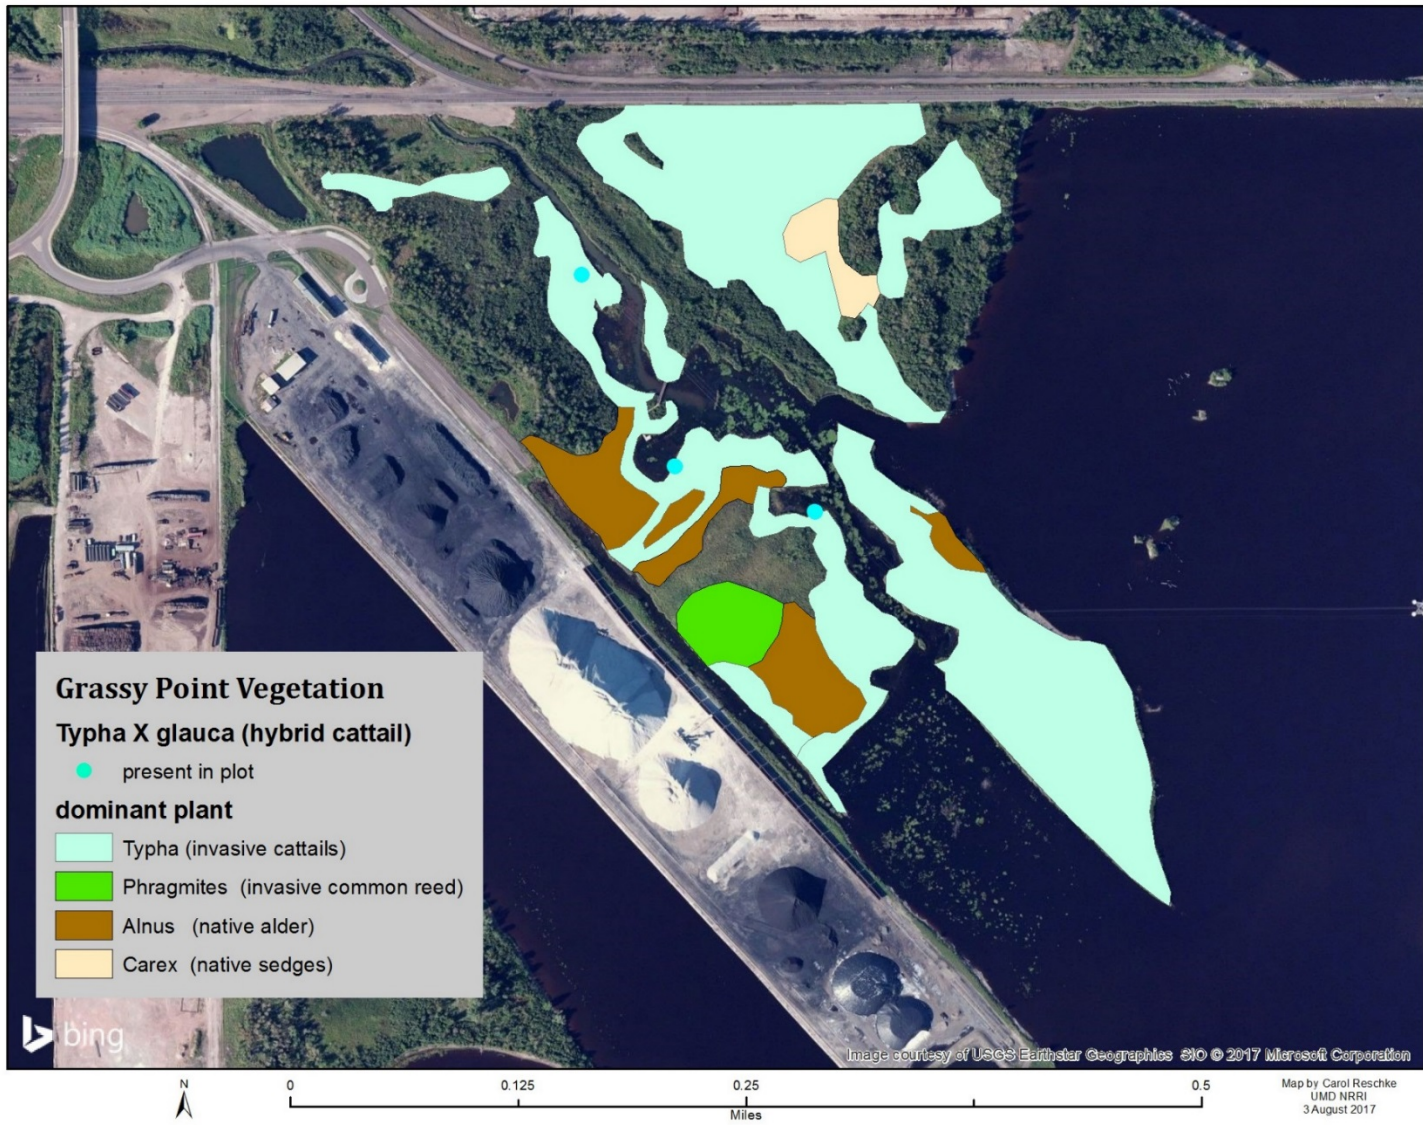 Grassy Point Vegetation
Typha X glauca (hybrid cattail)
present in plot
dominant plant
Typha (invasive cattails)
Phragmites (invasive common reed)
Alnus (native alder)
Carex (native sedges)
bing
Image courtesy of USGS Earthstar Geographics SIO © 2017 Microsoft Corporation
N
0 0.125 0.25 0.5
Miles
Map by Carol Reschke
UMD NRRI
3 August 2017